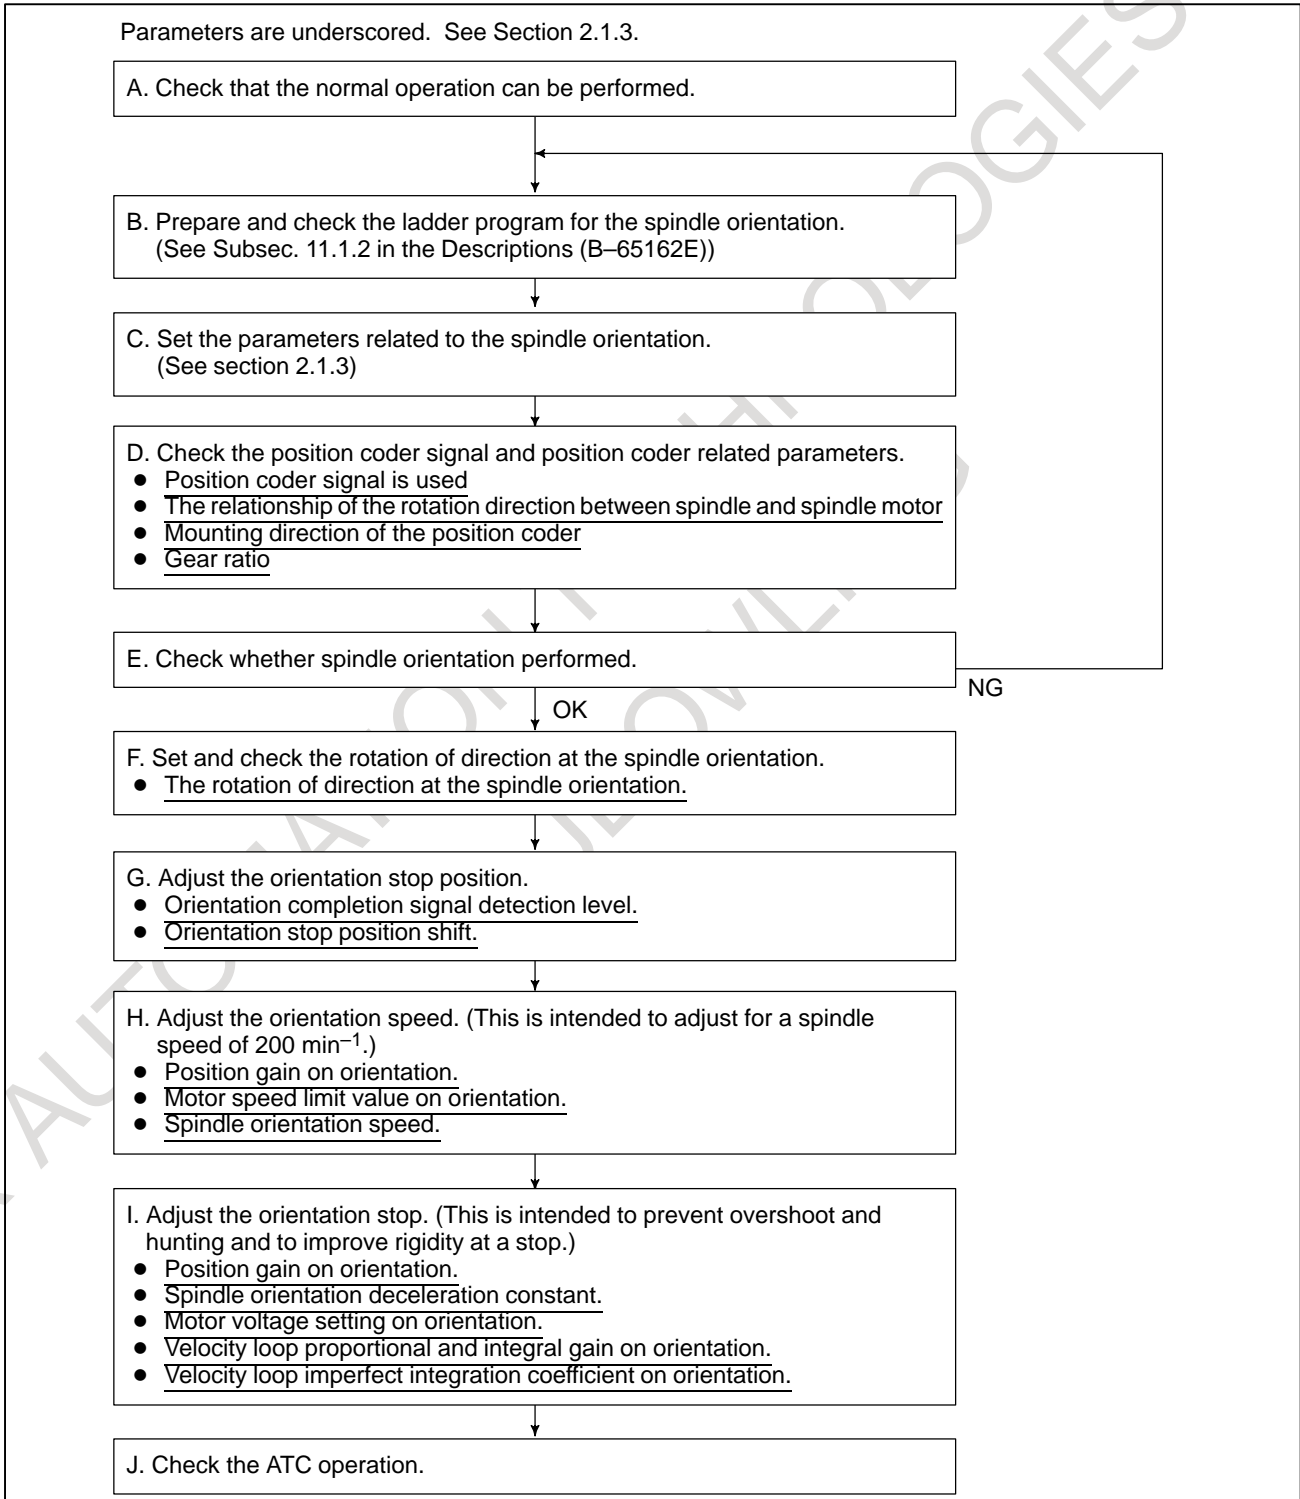 Parameters are underscored. See Section 2.1.3.
A. Check that the normal operation can be performed.
B. Prepare and check the ladder program for the spindle orientation.
(See Subsec. 11.1.2 in the Descriptions (B–65162E))
C. Set the parameters related to the spindle orientation.
(See section 2.1.3)
D. Check the position coder signal and position coder related parameters.
● Position coder signal is used
● The relationship of the rotation direction between spindle and spindle motor
● Mounting direction of the position coder
● Gear ratio
E. Check whether spindle orientation performed.
NG
OK
F. Set and check the rotation of direction at the spindle orientation.
● The rotation of direction at the spindle orientation.
G. Adjust the orientation stop position.
● Orientation completion signal detection level.
● Orientation stop position shift.
H. Adjust the orientation speed. (This is intended to adjust for a spindle
speed of 200 min⁻¹.)
● Position gain on orientation.
● Motor speed limit value on orientation.
● Spindle orientation speed.
I. Adjust the orientation stop. (This is intended to prevent overshoot and
hunting and to improve rigidity at a stop.)
● Position gain on orientation.
● Spindle orientation deceleration constant.
● Motor voltage setting on orientation.
● Velocity loop proportional and integral gain on orientation.
● Velocity loop imperfect integration coefficient on orientation.
J. Check the ATC operation.